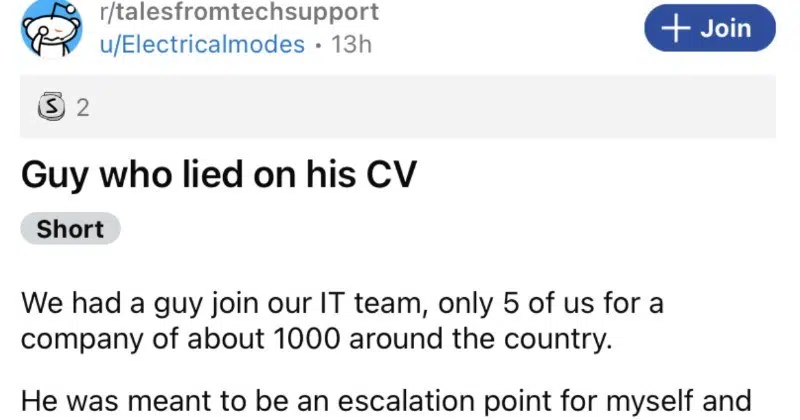 r/talesfromtechsupport
u/Electricalmodes • 13h
+ Join
S 2
Guy who lied on his CV
Short
We had a guy join our IT team, only 5 of us for a
company of about 1000 around the country.
He was meant to be an escalation point for myself and